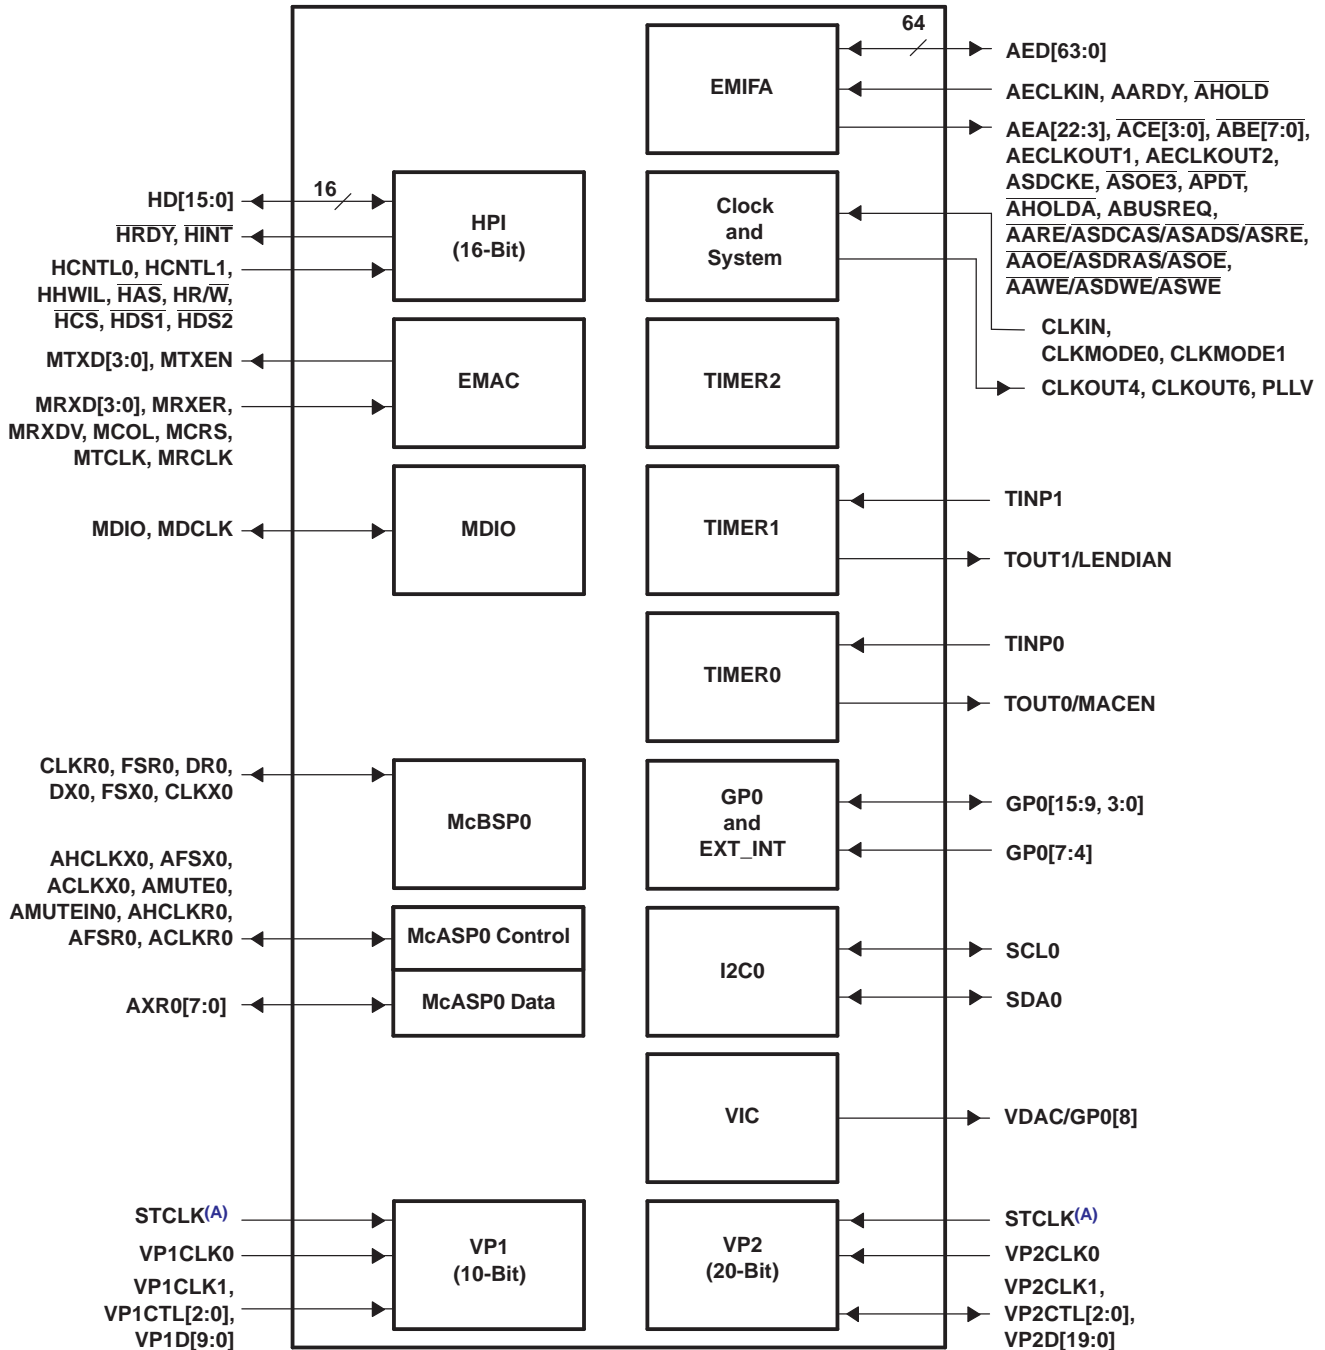 64
AED[63:0]
EMIFA
AECLKIN, AARDY, AHOLD
AEA[22:3], ACE[3:0], ABE[7:0],
AECLKOUT1, AECLKOUT2,
ASDCKE, ASOE3, APDT,
AHOLDA, ABUSREQ,
AARE/ASDCAS/ASADS/ASRE,
AAOE/ASDRAS/ASOE,
AAWE/ASDWE/ASWE
HD[15:0]
16
HPI
(16-Bit)
HRDY, HINT
HCNTL0, HCNTL1,
HHWIL, HAS, HR/W,
HCS, HDS1, HDS2
Clock
and
System
CLKIN,
CLKMODE0, CLKMODE1
CLKOUT4, CLKOUT6, PLLV
MTXD[3:0], MTXEN
EMAC
MRXD[3:0], MRXER,
MRXDV, MCOL, MCRS,
MTCLK, MRCLK
TIMER2
MDIO, MDCLK
MDIO
TIMER1
TINP1
TOUT1/LENDIAN
TIMER0
TINP0
TOUT0/MACEN
CLKR0, FSR0, DR0,
DX0, FSX0, CLKX0
McBSP0
GP0
and
EXT_INT
GP0[15:9, 3:0]
GP0[7:4]
AHCLKX0, AFSX0,
ACLKX0, AMUTE0,
AMUTEIN0, AHCLKR0,
AFSR0, ACLKR0
McASP0 Control
AXR0[7:0]
McASP0 Data
I2C0
SCL0
SDA0
VIC
VDAC/GP0[8]
STCLK(A)
VP1CLK0
VP1CLK1,
VP1CTL[2:0],
VP1D[9:0]
VP1
(10-Bit)
VP2
(20-Bit)
STCLK(A)
VP2CLK0
VP2CLK1,
VP2CTL[2:0],
VP2D[19:0]